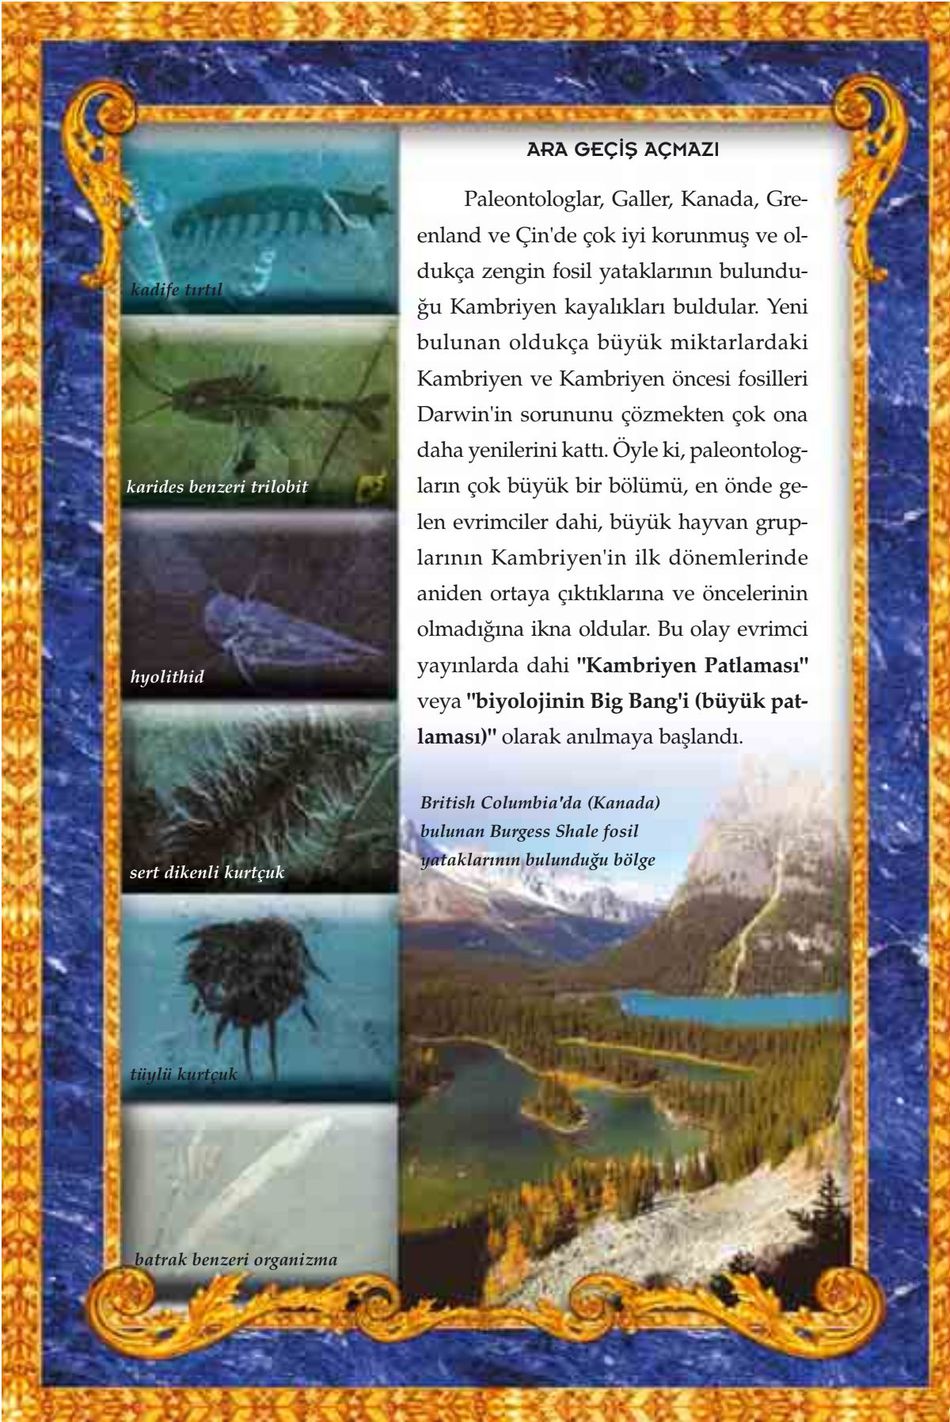 ARA GEÇİŞ AÇMAZI
Paleontologlar, Galler, Kanada, Gre-
enland ve Çin'de çok iyi korunmuş ve ol-
dukça zengin fosil yataklarının bulundu-
ğu Kambriyen kayalıkları buldular. Yeni
bulunan oldukça büyük miktarlardaki
Kambriyen ve Kambriyen öncesi fosilleri
Darwin'in sorununu çözmekten çok ona
daha yenilerini kattı. Öyle ki, paleontolog-
ların çok büyük bir bölümü, en önde ge-
len evrimciler dahi, büyük hayvan grup-
larının Kambriyen'in ilk dönemlerinde
aniden ortaya çıktıklarına ve öncelerinin
olmadığına ikna oldular. Bu olay evrimci
yayınlarda dahi "Kambriyen Patlaması"
veya "biyolojinin Big Bang'i (büyük pat-
laması)" olarak anılmaya başlandı.
British Columbia'da (Kanada)
bulunan Burgess Shale fosil
yataklarının bulunduğu bölge
kadife tırtıl
karides benzeri trilobit
hyolithid
sert dikenli kurtçuk
tüylü kurtçuk
batrak benzeri organizma